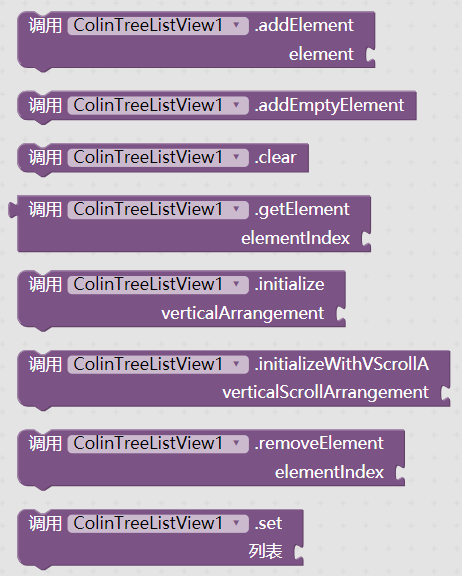 调用 ColinTreeListView1 .addElement
element
调用 ColinTreeListView1 .addEmptyElement
调用 ColinTreeListView1 .clear
调用 ColinTreeListView1 .getElement
elementIndex
调用 ColinTreeListView1 .initialize
verticalArrangement
调用 ColinTreeListView1 .initializeWithVScrollA
verticalScrollArrangement
调用 ColinTreeListView1 .removeElement
elementIndex
调用 ColinTreeListView1 .set
列表